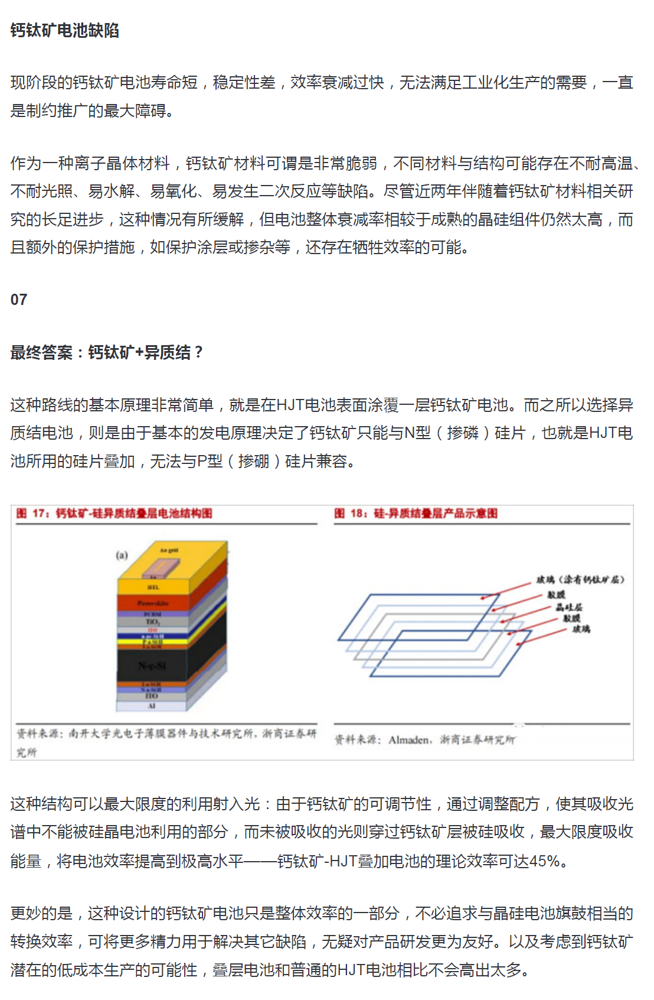 钙钛矿电池缺陷
现阶段的钙钛矿电池寿命短，稳定性差，效率衰减过快，无法满足工业化生产的需要，一直
是制约推广的最大障碍。
作为一种离子晶体材料，钙钛矿材料可谓是非常脆弱，不同材料与结构可能存在不耐高温、
不耐光照、易水解、易氧化、易发生二次反应等缺陷。尽管近两年伴随着钙钛矿材料相关研
究的长足进步，这种情况有所缓解，但电池整体衰减率相较于成熟的晶硅组件仍然太高，而
且额外的保护措施，如保护涂层或掺杂等，还存在牺牲效率的可能。
07
最终答案：钙钛矿+异质结？
这种路线的基本原理非常简单，就是在HJT电池表面涂覆一层钙钛矿电池。而之所以选择异
质结电池，则是由于基本的发电原理决定了钙钛矿只能与N型（掺磷）硅片，也就是HJT电
池所用的硅片叠加，无法与P型（掺硼）硅片兼容。
图 17：钙钛矿-硅异质结叠层电池结构图
(a)
Au grid
HTL
Perovskite
PCBM
TiO₂
ITO
N-c-Si
ITO
Al
资料来源：南开大学光电子薄膜器件与技术研究所，浙商证券研
究所
图 18：硅-异质结叠层产品示意图
玻璃（涂有钙钛矿层）
胶膜
晶硅层
胶膜
玻璃
资料来源：Almaden，浙商证券研究所
这种结构可以最大限度的利用射入光：由于钙钛矿的可调节性，通过调整配方，使其吸收光
谱中不能被硅晶电池利用的部分，而未被吸收的光则穿过钙钛矿层被硅吸收，最大限度吸收
能量，将电池效率提高到极高水平——钙钛矿-HJT叠加电池的理论效率可达45%。
更妙的是，这种设计的钙钛矿电池只是整体效率的一部分，不必追求与晶硅电池旗鼓相当的
转换效率，可将更多精力用于解决其它缺陷，无疑对产品研发更为友好。以及考虑到钙钛矿
潜在的低成本生产的可能性，叠层电池和普通的HJT电池相比不会高出太多。